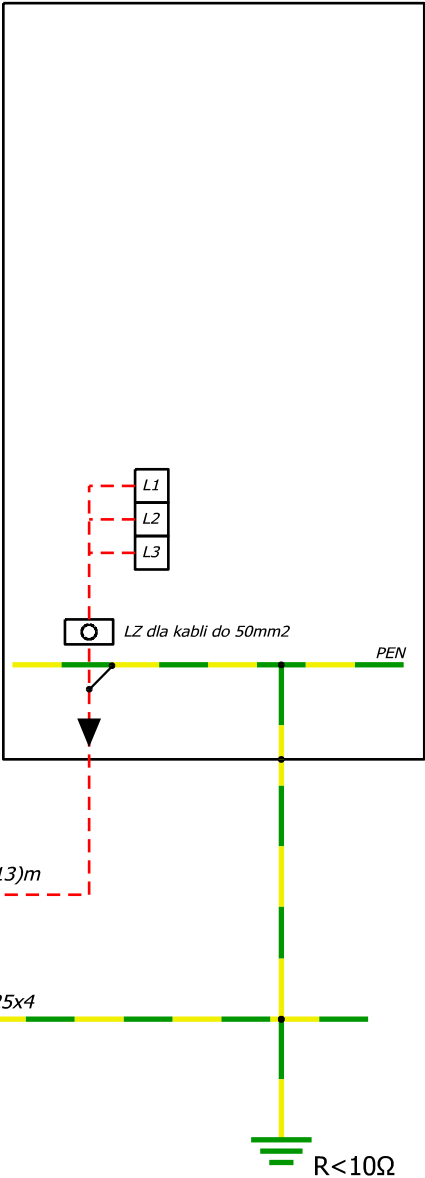 L1
L2
L3
LZ dla kabli do 50mm2
PEN
13)m
25x4
R<10Ω